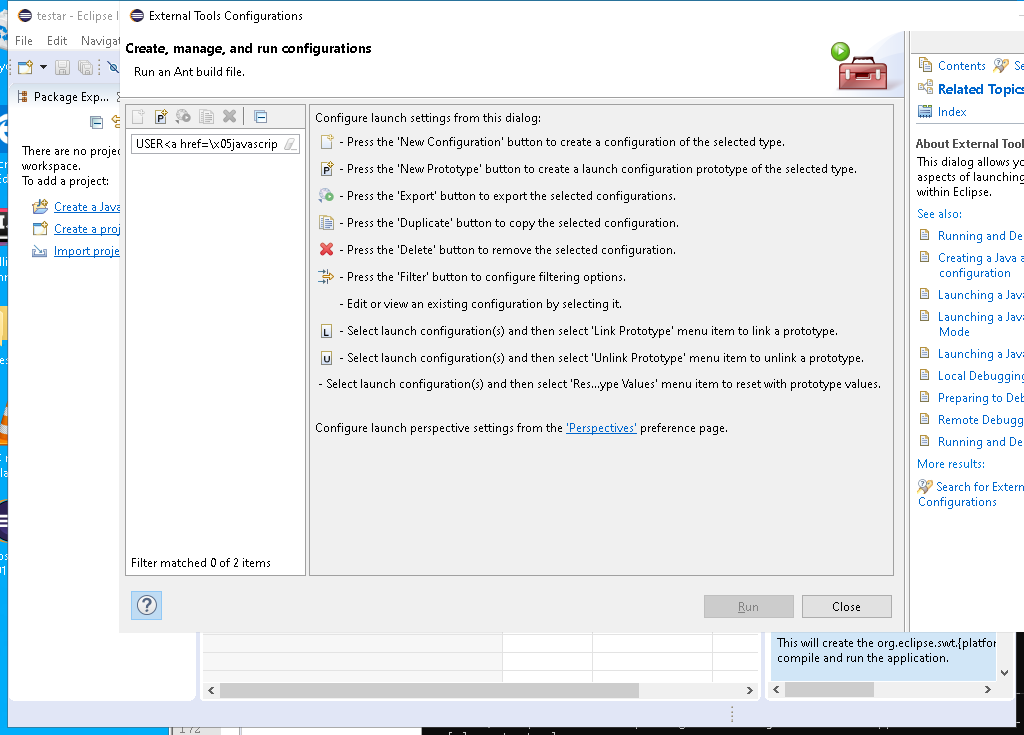 testar - Eclipse
External Tools Configurations
File Edit Navigat
Create, manage, and run configurations
Run an Ant build file.
Package Exp...
USER<a href=\x05javascrip
There are no
workspace.
To add a project:
Create a Java
Create a
Import
Filter matched 0 of 2 items
Configure launch settings from this dialog:
- Press the 'New Configuration' button to create a configuration of the selected type.
P - Press the 'New Prototype' button to create a launch configuration prototype of the selected type.
- Press the 'Export' button to export the selected configurations.
- Press the 'Duplicate' button to copy the selected configuration.
- Press the 'Delete' button to remove the selected configuration.
- Press the 'Filter' button to configure filtering options.
- Edit or view an existing configuration by selecting it.
L - Select launch configuration(s) and then select 'Link Prototype' menu item to link a prototype.
U - Select launch configuration(s) and then select 'Unlink Prototype' menu item to unlink a prototype.
- Select launch configuration(s) and then select 'Res...ype Values' menu item to reset with prototype values.
Configure launch perspective settings from the 'Perspectives' preference page.
?
Run
Close
Contents
Related Topics
Index
About External Tool
This dialog allows yo
aspects of launching
within Eclipse.
See also:
Running and De
Creating a Java a
configuration
Launching a Java
Launching a Java
Mode
Launching a Java
Local Debugging
Preparing to Deb
Remote Debugg
Running and De
More results:
Search for Extern
Configurations
This will create the org.eclipse.swt.{platfor
compile and run the application.
172